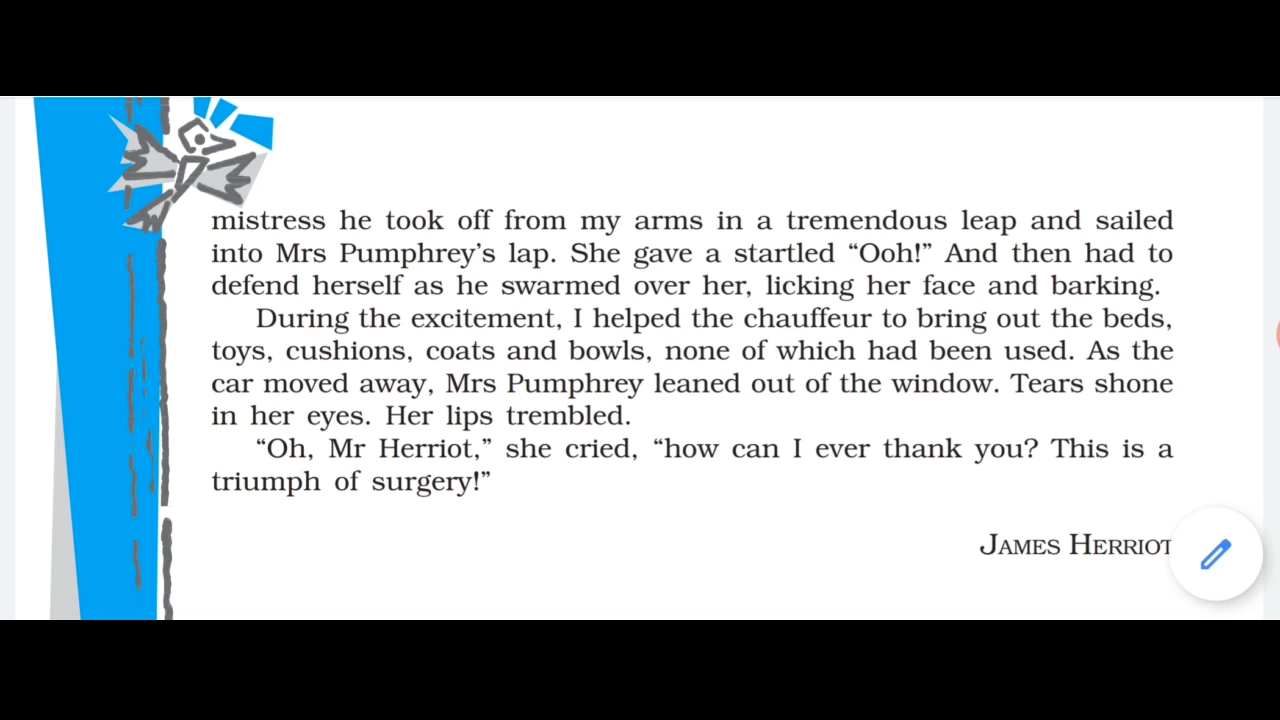 mistress he took off from my arms in a tremendous leap and sailed
into Mrs Pumphrey’s lap. She gave a startled “Ooh!” And then had to
defend herself as he swarmed over her, licking her face and barking.
During the excitement, I helped the chauffeur to bring out the beds,
toys, cushions, coats and bowls, none of which had been used. As the
car moved away, Mrs Pumphrey leaned out of the window. Tears shone
in her eyes. Her lips trembled.
“Oh, Mr Herriot,” she cried, “how can I ever thank you? This is a
triumph of surgery!”
JAMES HERRIOT